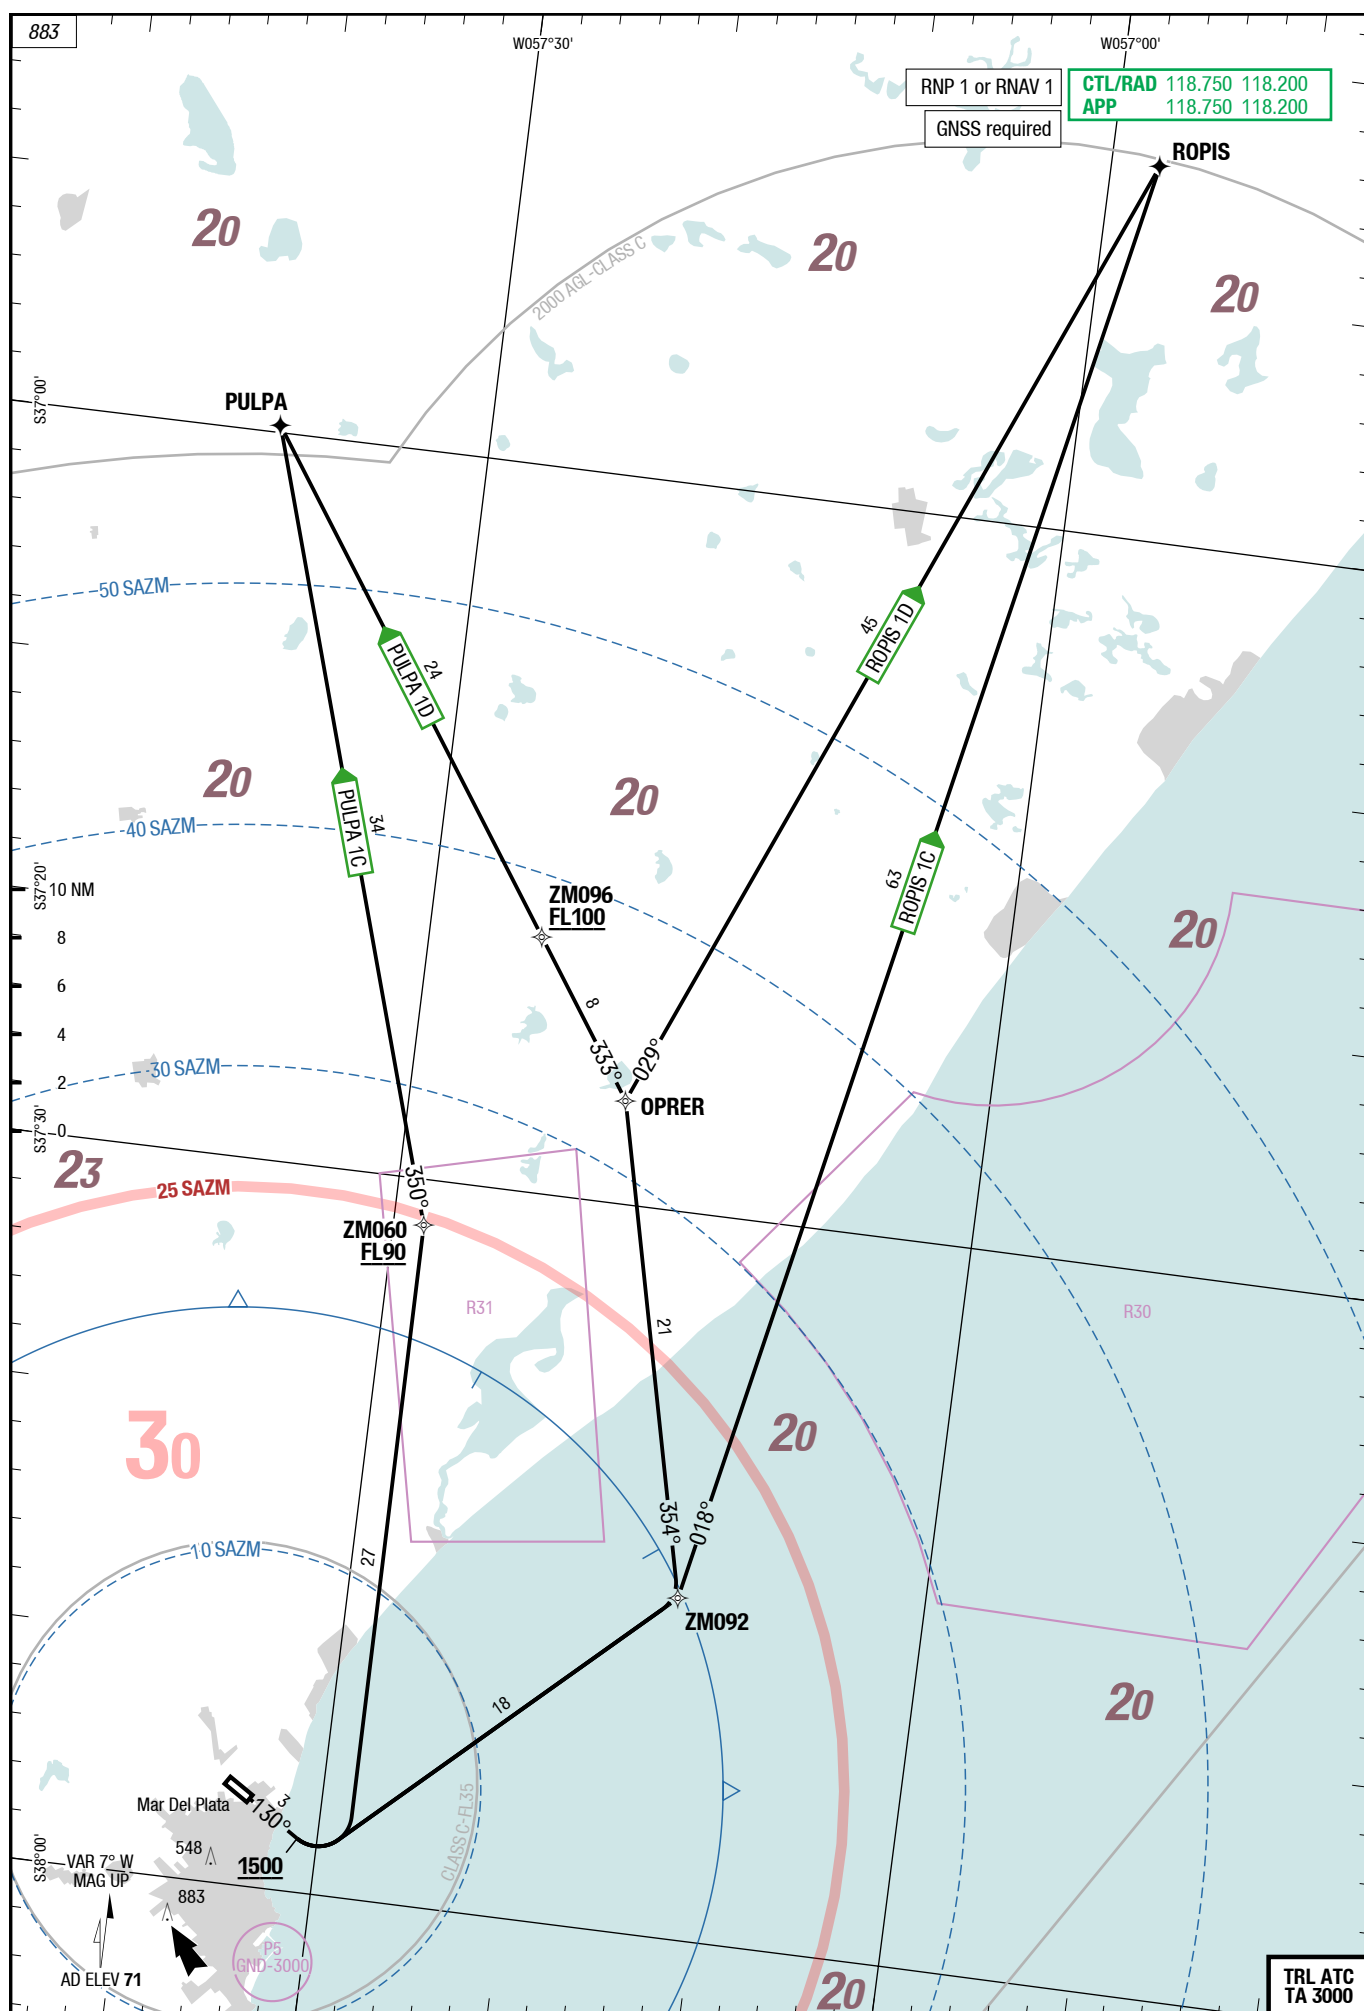 883
W057°30'
W057°00'
RNP 1 or RNAV 1
GNSS required
CTL/RAD 118.750 118.200
APP 118.750 118.200
ROPIS
20
20
20
2000 AGL-CLASS C
S37°00'
PULPA
50 SAZM
45
ROPIS 1D
24
PULPA 1D
20
20
34
PULPA 1C
40 SAZM
63
ROPIS 1C
S37°20'
10 NM
8
6
4
2
0
ZM096
FL100
20
8
333°
029°
30 SAZM
OPRER
S37°30'
23
25 SAZM
350°
ZM060
FL90
R31
R30
21
30
20
354°
018°
10 SAZM
27
ZM092
18
20
Mar Del Plata
3
130°
1500
CLASS C-FL35
548
S38°00'
VAR 7° W
MAG UP
883
P5
GND-3000
AD ELEV 71
20
TRL ATC
TA 3000